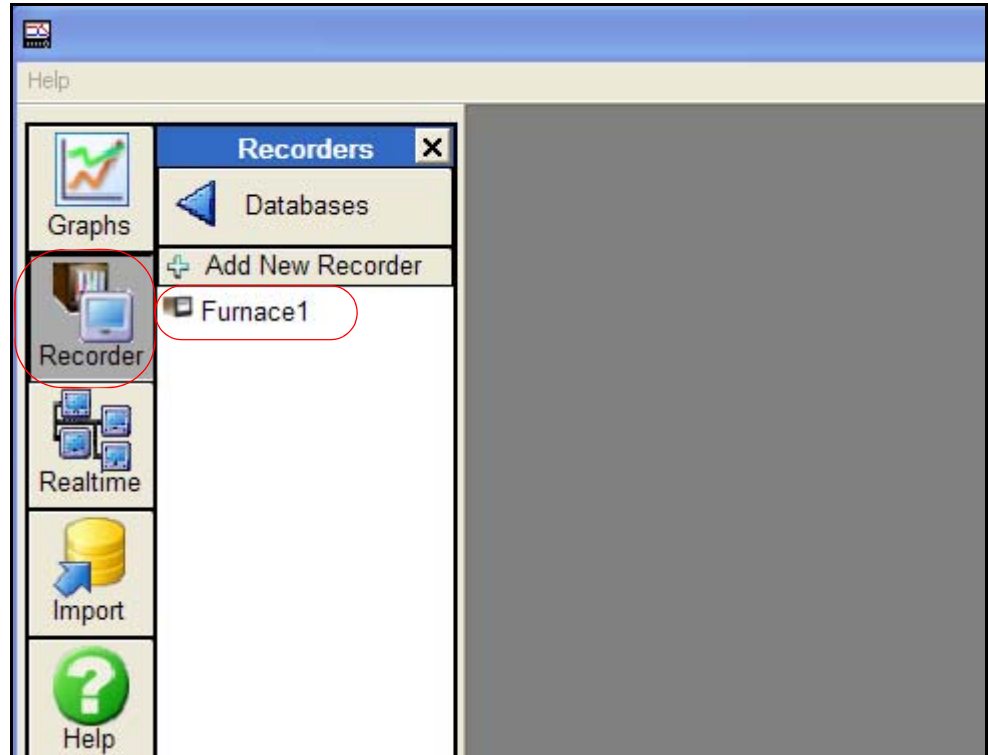 Help
Graphs
Recorder
Realtime
Import
Help
Recorders
Databases
Add New Recorder
Furnace1